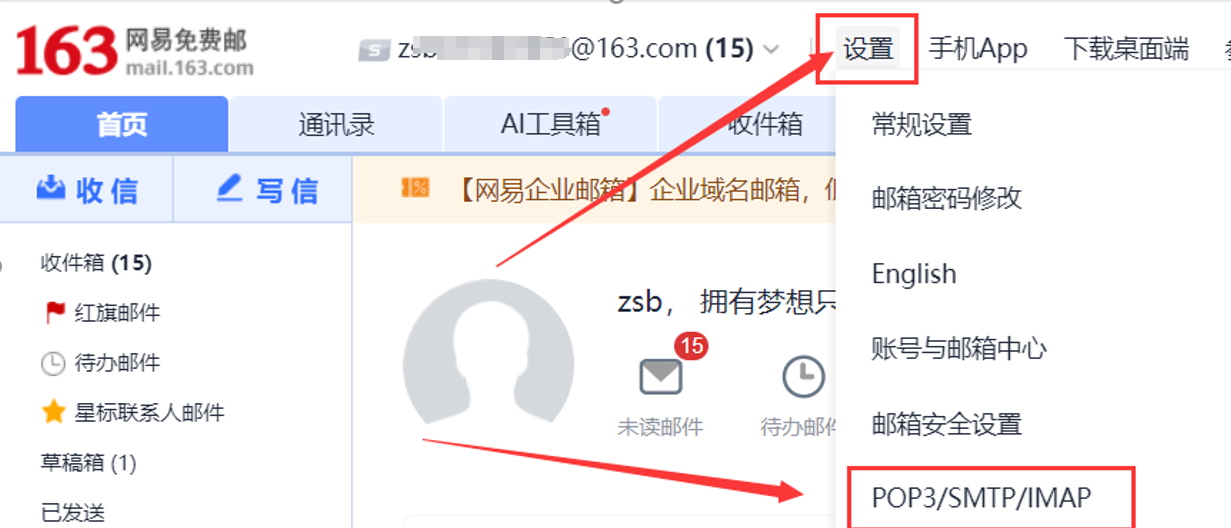 163 网易免费邮
mail.163.com
zsb @163.com (15)
设置
手机App
下载桌面端
首页
通讯录
AI工具箱
收件箱
常规设置
收信
写信
【网易企业邮箱】企业域名邮箱，
邮箱密码修改
收件箱 (15)
English
红旗邮件
zsb， 拥有梦想只
待办邮件
15
账号与邮箱中心
星标联系人邮件
未读邮件
待办邮件
邮箱安全设置
草稿箱 (1)
POP3/SMTP/IMAP
已发送